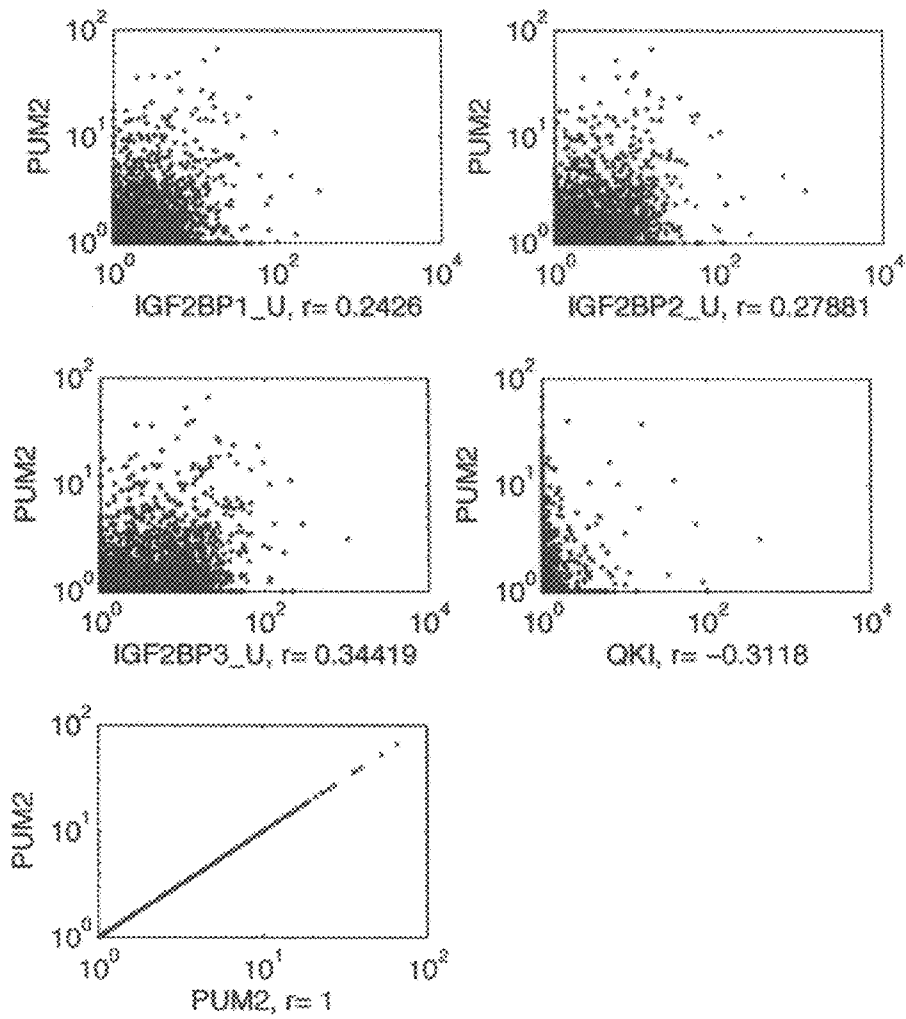 10² 10²
PUM2 10¹ PUM2 10¹
10⁰ 10⁰
10⁰ 10² 10⁴ 10⁰ 10² 10⁴
IGF2BP1_U, r= 0.2426 IGF2BP2_U, r= 0.27881
10² 10²
PUM2 10¹ PUM2 10¹
10⁰ 10⁰
10⁰ 10² 10⁴ 10⁰ 10² 10⁴
IGF2BP3_U, r= 0.34419 QKI, r= −0.3118
10²
PUM2 10¹
10⁰
10⁰ 10¹ 10²
PUM2, r= 1